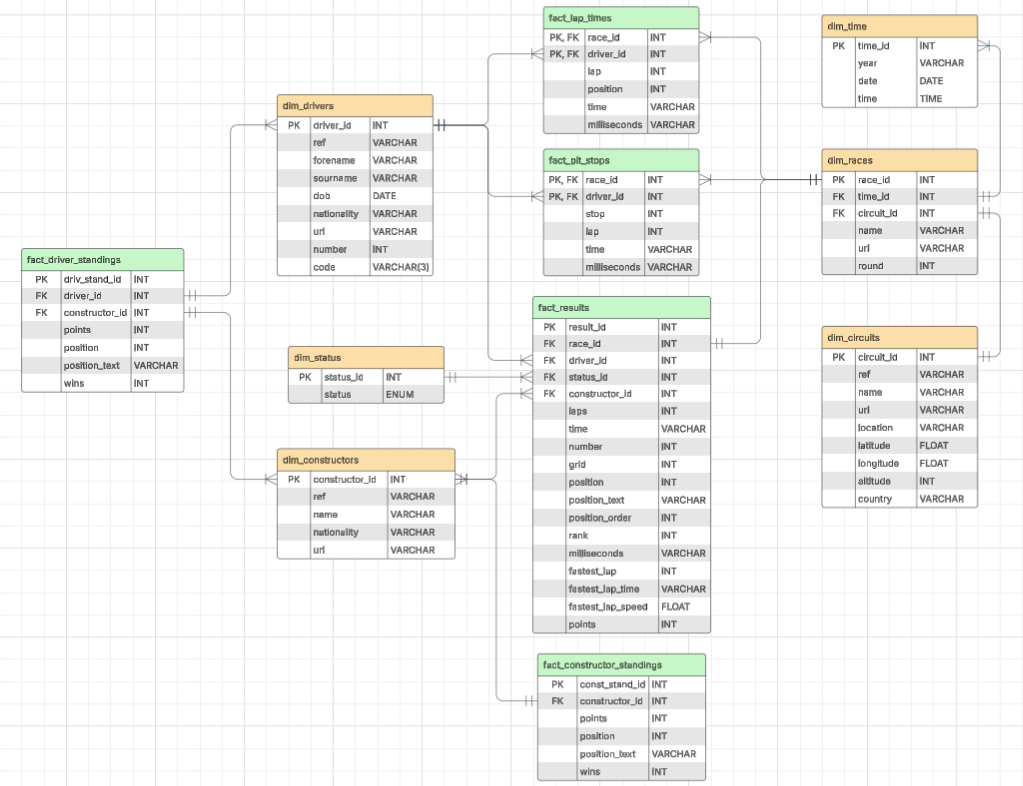 fact_lap_times
PK, FK race_id INT
PK, FK driver_id INT
lap INT
position INT
time VARCHAR
milliseconds VARCHAR
dim_time
PK time_id INT
year VARCHAR
date DATE
time TIME
dim_drivers
PK driver_id INT
ref VARCHAR
forename VARCHAR
sourname VARCHAR
dob DATE
nationality VARCHAR
url VARCHAR
number INT
code VARCHAR(3)
fact_pit_stops
PK, FK race_id INT
PK, FK driver_id INT
stop INT
lap INT
time VARCHAR
milliseconds VARCHAR
dim_races
PK race_id INT
FK time_id INT
FK circuit_id INT
name VARCHAR
url VARCHAR
round INT
fact_driver_standings
PK driv_stand_id INT
FK driver_id INT
FK constructor_id INT
points INT
position INT
position_text VARCHAR
wins INT
dim_status
PK status_id INT
status ENUM
fact_results
PK result_id INT
FK race_id INT
FK driver_id INT
FK status_id INT
FK constructor_id INT
laps INT
time VARCHAR
number INT
grid INT
position INT
position_text VARCHAR
position_order INT
rank INT
milliseconds VARCHAR
fastest_lap INT
fastest_lap_time VARCHAR
fastest_lap_speed FLOAT
points INT
dim_circuits
PK circuit_id INT
ref VARCHAR
name VARCHAR
url VARCHAR
location VARCHAR
latitude FLOAT
longitude FLOAT
altitude INT
country VARCHAR
dim_constructors
PK constructor_id INT
ref VARCHAR
name VARCHAR
nationality VARCHAR
url VARCHAR
fact_constructor_standings
PK const_stand_id INT
FK constructor_id INT
points INT
position INT
position_text VARCHAR
wins INT